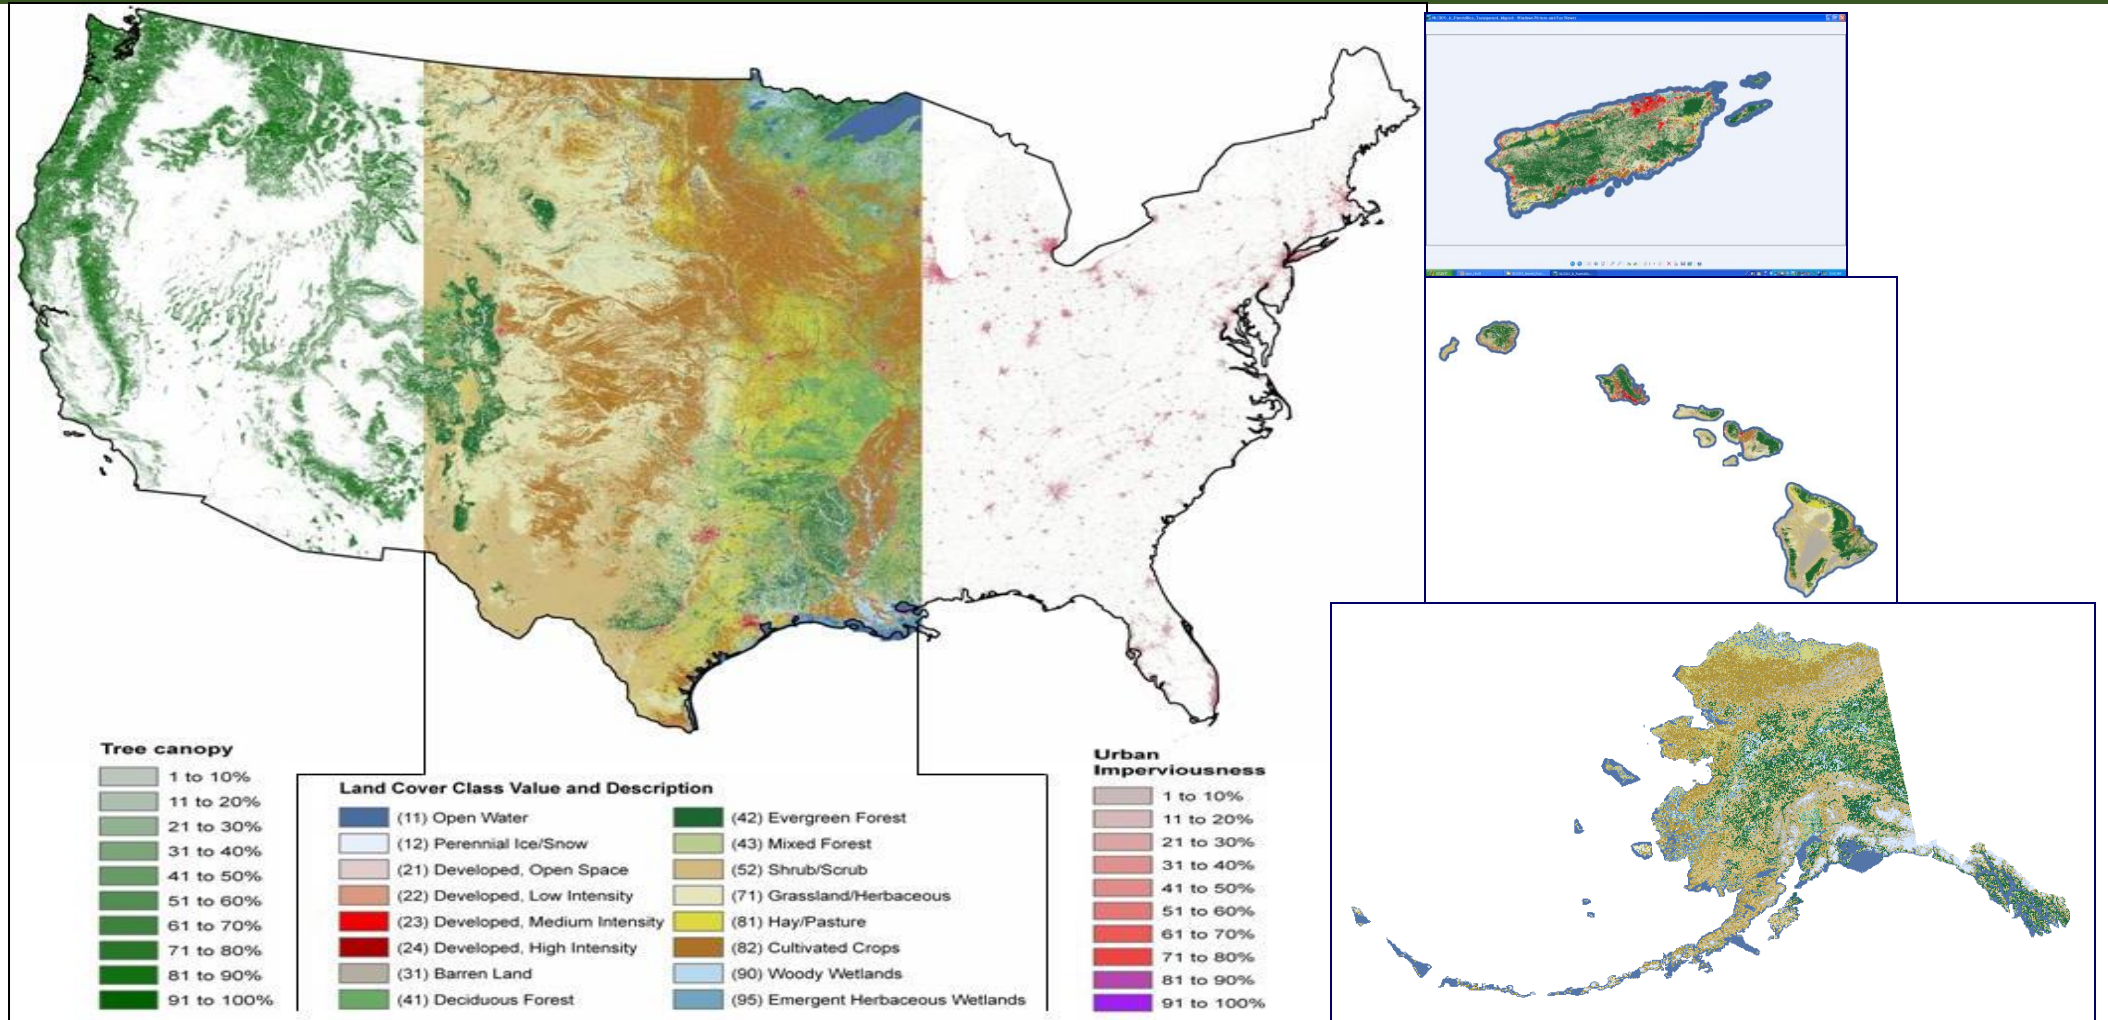 Tree canopy
1 to 10%
11 to 20%
21 to 30%
31 to 40%
41 to 50%
51 to 60%
61 to 70%
71 to 80%
81 to 90%
91 to 100%
Land Cover Class Value and Description
(11) Open Water
(12) Perennial Ice/Snow
(21) Developed, Open Space
(22) Developed, Low Intensity
(23) Developed, Medium Intensity
(24) Developed, High Intensity
(31) Barren Land
(41) Deciduous Forest
(42) Evergreen Forest
(43) Mixed Forest
(52) Shrub/Scrub
(71) Grassland/Herbaceous
(81) Hay/Pasture
(82) Cultivated Crops
(90) Woody Wetlands
(95) Emergent Herbaceous Wetlands
Urban
Imperviousness
1 to 10%
11 to 20%
21 to 30%
31 to 40%
41 to 50%
51 to 60%
61 to 70%
71 to 80%
81 to 90%
91 to 100%